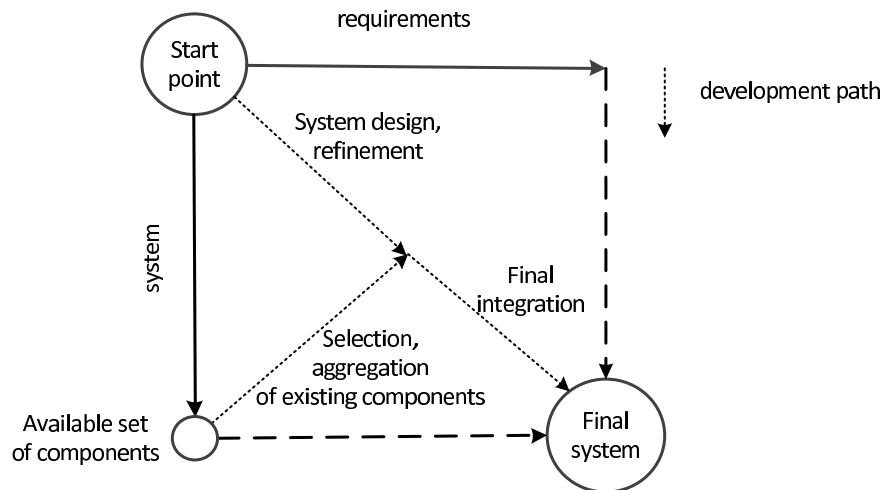 requirements
Start
point
development path
System design,
refinement
system
Final
integration
Selection,
aggregation
of existing components
Available set
of components
Final
system